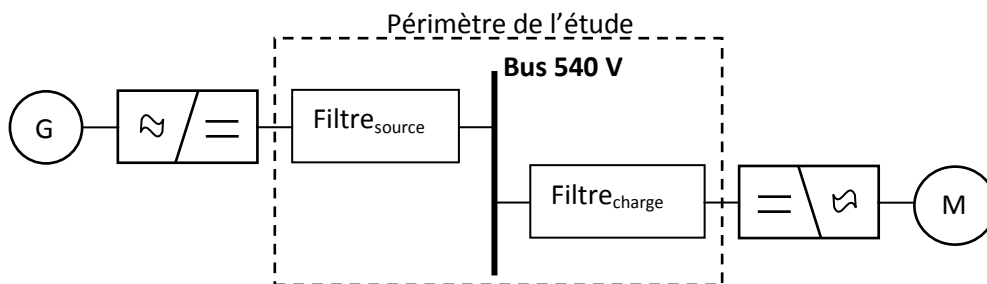 Périmètre de l'étude
Bus 540 V
G
Filtresource
Filtrecharge
M